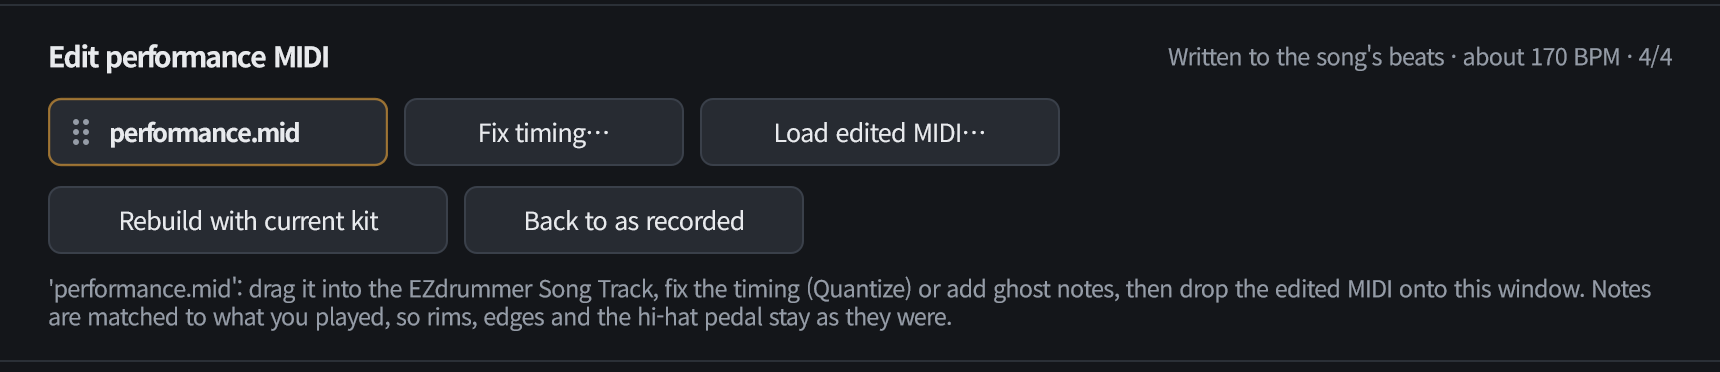 Edit performance MIDI
Written to the song's beats · about 170 BPM · 4/4
performance.mid
Fix timing···
Load edited MIDI···
Rebuild with current kit
Back to as recorded
'performance.mid': drag it into the EZdrummer Song Track, fix the timing (Quantize) or add ghost notes, then drop the edited MIDI onto this window. Notes
are matched to what you played, so rims, edges and the hi-hat pedal stay as they were.